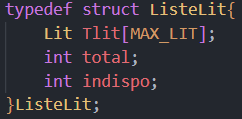 typedef struct ListeLit{
    Lit Tlit[MAX_LIT];
    int total;
    int indispo;
}ListeLit;